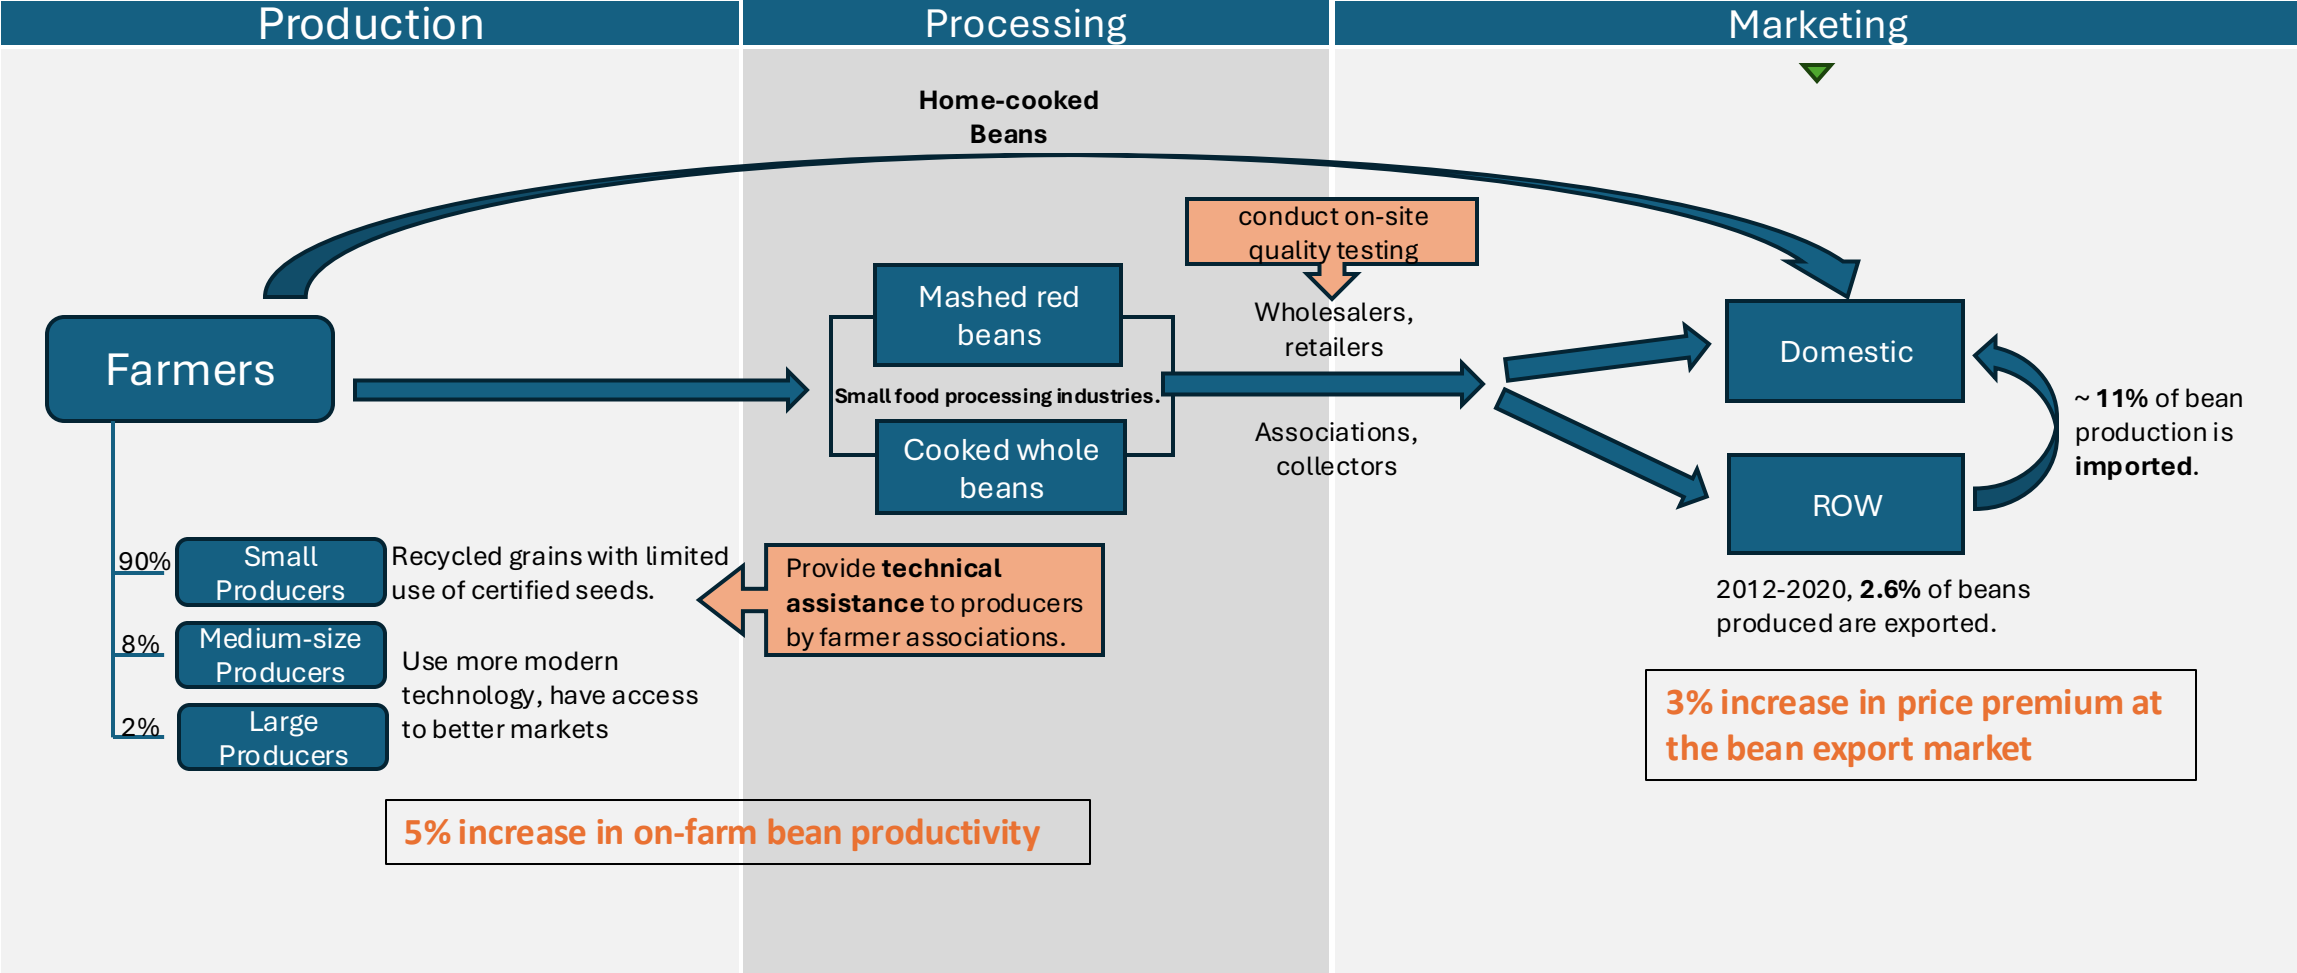 Production
Processing
Marketing
Home-cooked
Beans
conduct on-site
quality testing
Mashed red
beans
Wholesalers,
retailers
Farmers
Small food processing industries.
Domestic
~ 11% of bean
production is
imported.
Cooked whole
beans
Associations,
collectors
ROW
90%
Small
Producers
Recycled grains with limited
use of certified seeds.
Provide technical
assistance to producers
by farmer associations.
2012-2020, 2.6% of beans
produced are exported.
8%
Medium-size
Producers
Use more modern
technology, have access
to better markets
2%
Large
Producers
3% increase in price premium at
the bean export market
5% increase in on-farm bean productivity